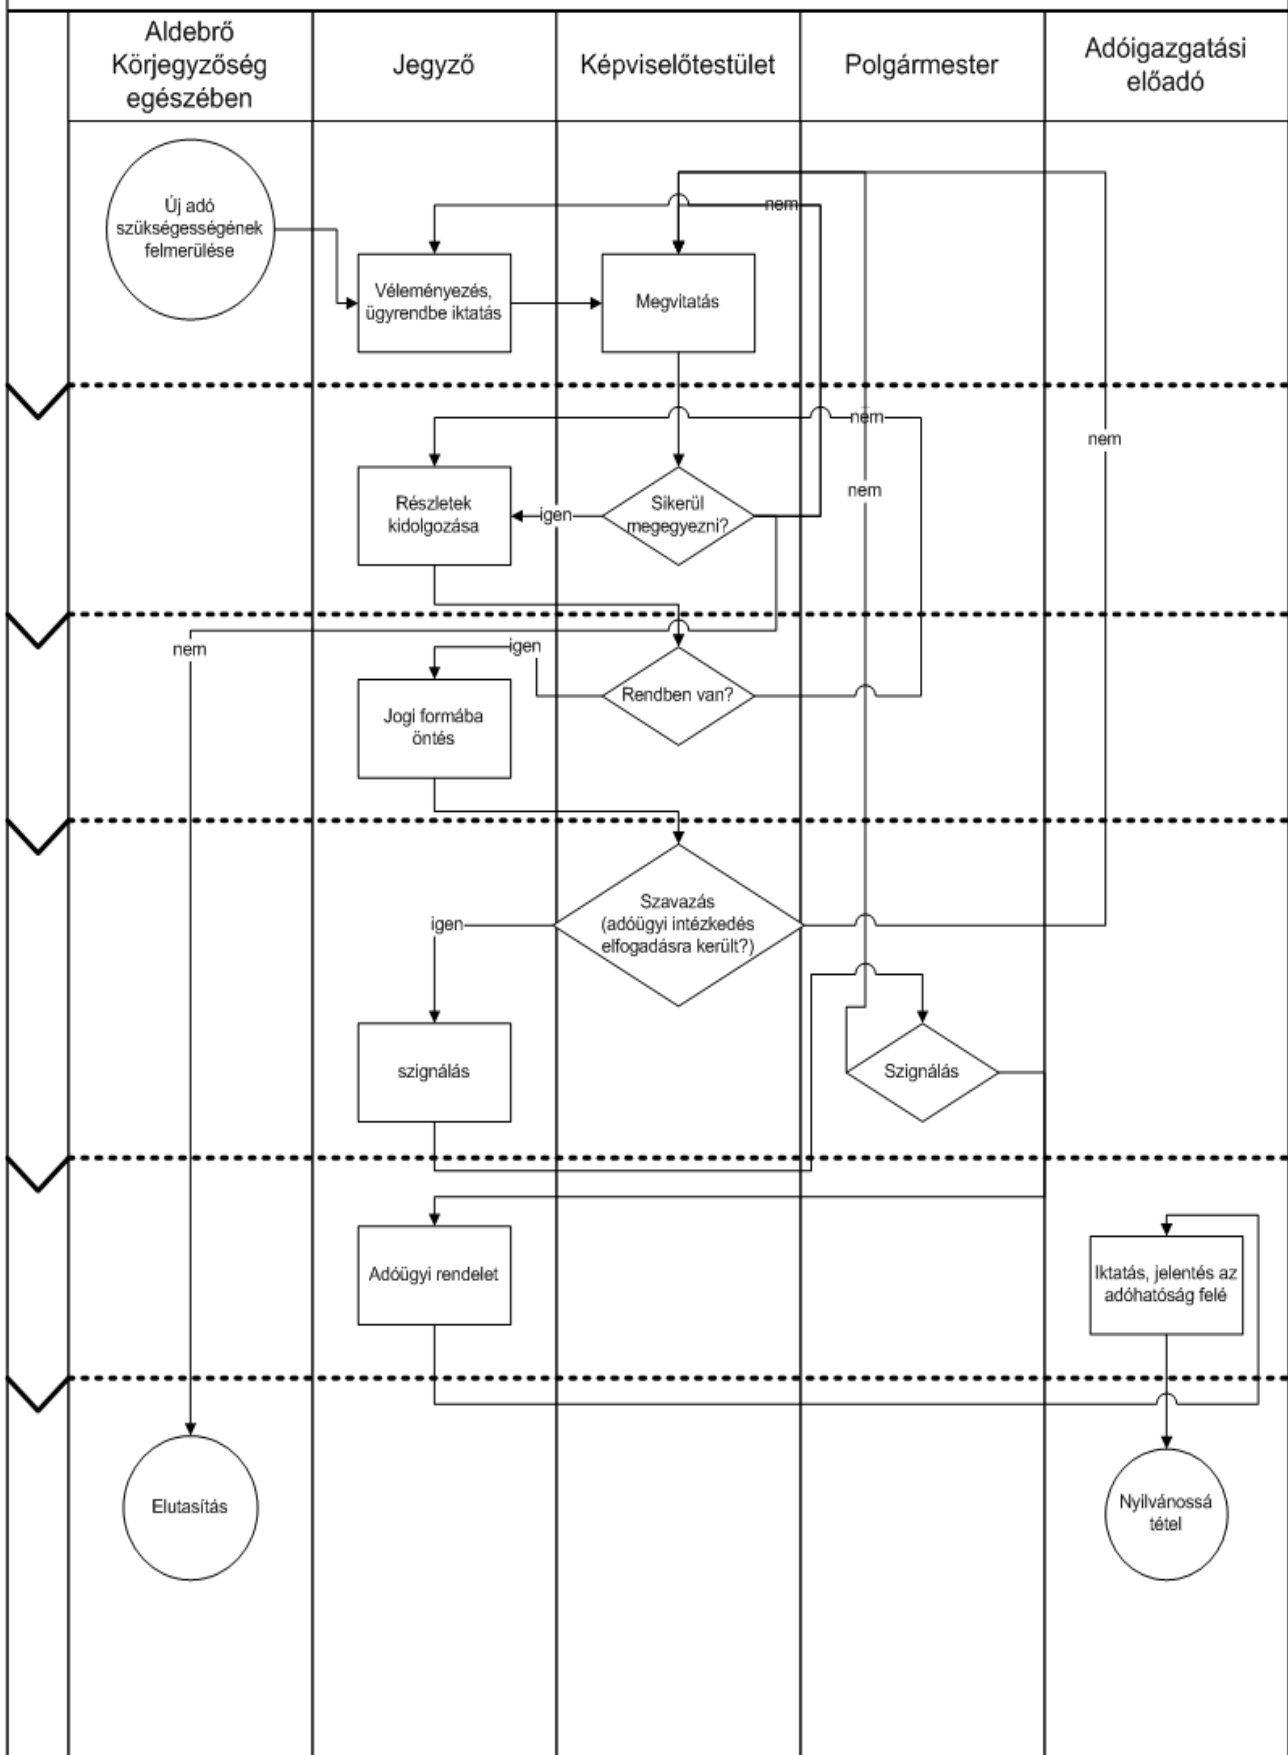 Aldebrő
Körjegyzőség
egészében
Jegyző
Képviselőtestület
Polgármester
Adóigazgatási
előadó
Új adó
szükségességének
felmerülése
nem
Véleményezés,
ügyrendbe iktatás
Megvitatás
nem
nem
nem
Részletek
kidolgozása
igen
Sikerül
megegyezni?
nem
igen
Jogi formába
öntés
Rendben van?
Szavazás
(adóügyi intézkedés
elfogadásra került?)
igen
szignálás
Szignálás
Adóügyi rendelet
Iktatás, jelentés az
adóhatóság felé
Elutasítás
Nyilvánossá
tétel